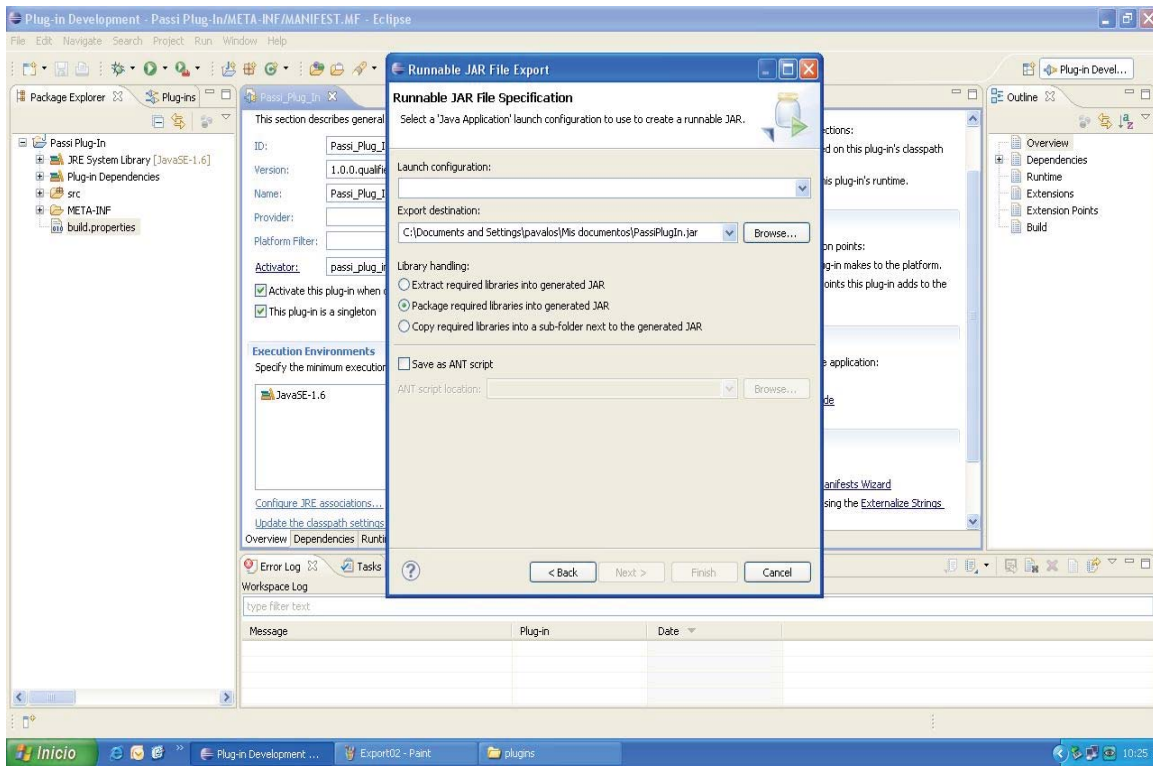 Plug-in Development - Passi Plug-In/META-INF/MANIFEST.MF - Eclipse
File Edit Navigate Search Project Run Window Help
Plug-in Devel...
Package Explorer
Plug-ins
Passi Plug-In
JRE System Library [JavaSE-1.6]
Plug-in Dependencies
src
META-INF
build.properties
Passi_Plug_In
This section describes general
ID:
Passi_Plug_I
Version:
1.0.0.qualifie
Name:
Passi_Plug_I
Provider:
Platform Filter:
Activator:
passi_plug_in
Activate this plug-in when
This plug-in is a singleton
Execution Environments
Specify the minimum execution
JavaSE-1.6
Configure JRE associations...
Update the classpath settings
Overview Dependencies Runti
Runnable JAR File Export
Runnable JAR File Specification
Select a 'Java Application' launch configuration to use to create a runnable JAR.
Launch configuration:
Export destination:
C:\Documents and Settings\pavalos\Mis documentos\PassiPlugIn.jar
Browse...
Library handling:
Extract required libraries into generated JAR
Package required libraries into generated JAR
Copy required libraries into a sub-folder next to the generated JAR
Save as ANT script
ANT script location:
Browse...
< Back
Next >
Finish
Cancel
ctions:
ed on this plug-in's classpath
his plug-in's runtime.
on points:
ug-in makes to the platform.
oints this plug-in adds to the
e application:
de
anifests Wizard
sing the Externalize Strings
Outline
Overview
Dependencies
Runtime
Extensions
Extension Points
Build
Error Log
Tasks
Workspace Log
type filter text
Message
Plug-in
Date
Inicio
Plug-in Development ...
Export02 - Paint
plugins
10:25